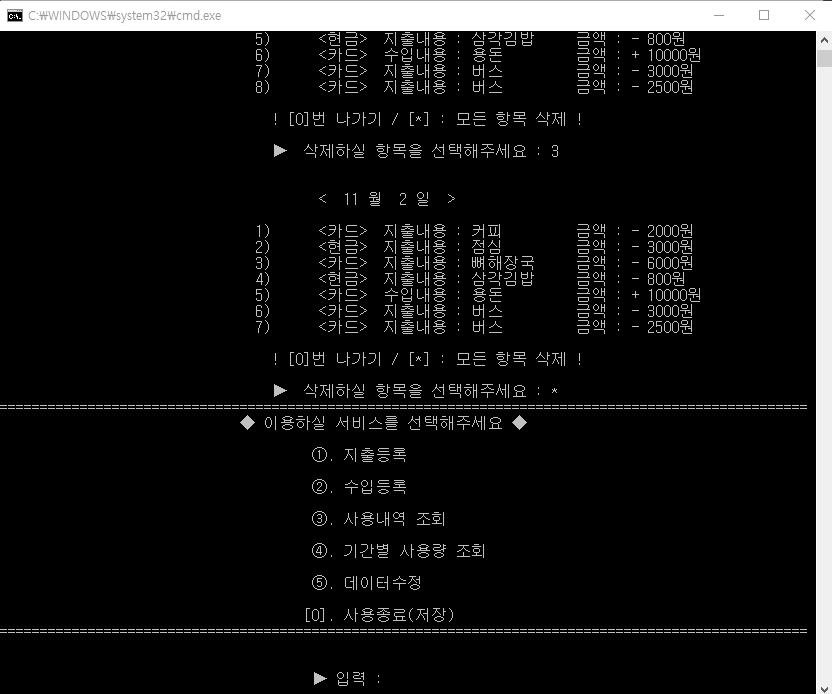 C:₩WINDOWS₩system32₩cmd.exe
5) <현금> 지출내용 : 삼각김밥 금액 : - 800원
6) <카드> 수입내용 : 용돈 금액 : + 10000원
7) <카드> 지출내용 : 버스 금액 : - 3000원
8) <카드> 지출내용 : 버스 금액 : - 2500원
! [0]번 나가기 / [*] : 모든 항목 삭제 !
▶ 삭제하실 항목을 선택해주세요 : 3
< 11 월 2 일 >
1) <카드> 지출내용 : 커피 금액 : - 2000원
2) <현금> 지출내용 : 점심 금액 : - 3000원
3) <카드> 지출내용 : 뼈해장국 금액 : - 6000원
4) <현금> 지출내용 : 삼각김밥 금액 : - 800원
5) <카드> 수입내용 : 용돈 금액 : + 10000원
6) <카드> 지출내용 : 버스 금액 : - 3000원
7) <카드> 지출내용 : 버스 금액 : - 2500원
! [0]번 나가기 / [*] : 모든 항목 삭제 !
▶ 삭제하실 항목을 선택해주세요 : *
◆ 이용하실 서비스를 선택해주세요 ◆
①. 지출등록
②. 수입등록
③. 사용내역 조회
④. 기간별 사용량 조회
⑤. 데이터수정
[0]. 사용종료(저장)
▶ 입력 :